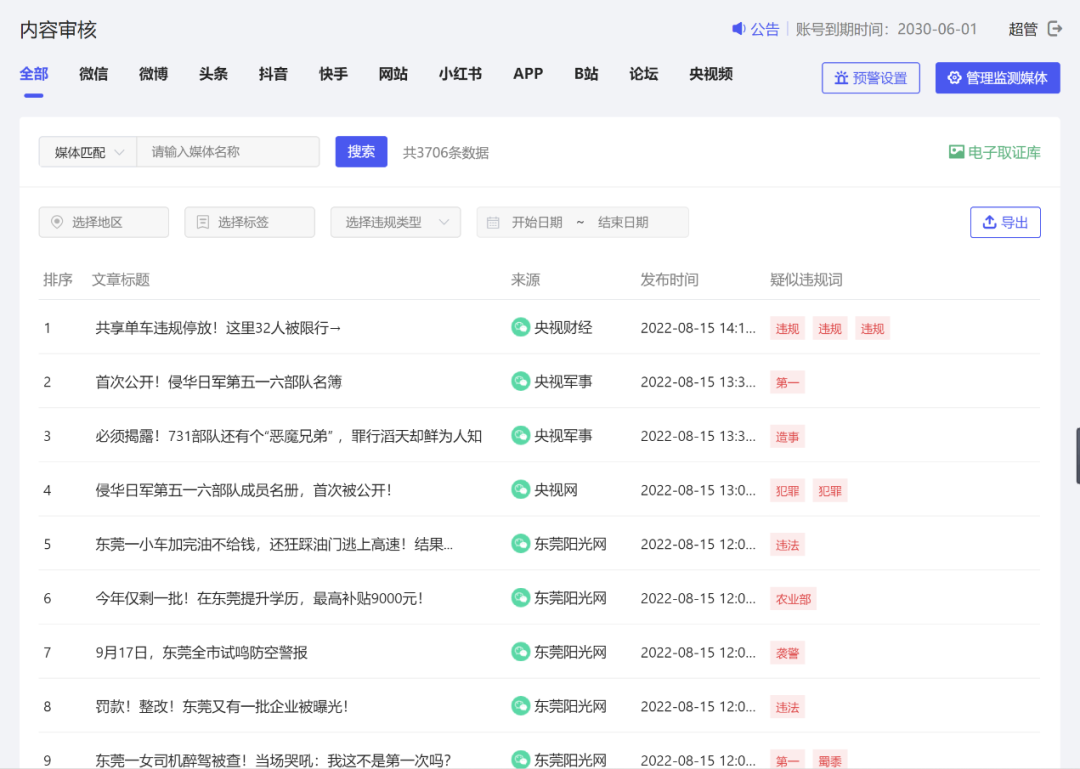 内容审核
公告 账号到期时间：2030-06-01 超管
全部 微信 微博 头条 抖音 快手 网站 小红书 APP B站 论坛 央视频 预警设置 管理监测媒体
媒体匹配 请输入媒体名称 搜索 共3706条数据 电子取证库
选择地区 选择标签 选择违规类型 开始日期 ~ 结束日期 导出
排序 文章标题 来源 发布时间 疑似违规词
1 共享单车违规停放！这里32人被限行→ 央视财经 2022-08-15 14:1... 违规 违规 违规
2 首次公开！侵华日军第五一六部队名簿 央视军事 2022-08-15 13:3... 第一
3 必须揭露！731部队还有个“恶魔兄弟”，罪行滔天却鲜为人知 央视军事 2022-08-15 13:3... 造事
4 侵华日军第五一六部队成员名册，首次被公开！ 央视网 2022-08-15 13:0... 犯罪 犯罪
5 东莞一小车加完油不给钱，还狂踩油门逃上高速！结果... 东莞阳光网 2022-08-15 12:0... 违法
6 今年仅剩一批！在东莞提升学历，最高补贴9000元！ 东莞阳光网 2022-08-15 12:0... 农业部
7 9月17日，东莞全市试鸣防空警报 东莞阳光网 2022-08-15 12:0... 袭警
8 罚款！整改！东莞又有一批企业被曝光！ 东莞阳光网 2022-08-15 12:0... 违法
9 东莞一女司机醉驾被查！当场哭吼：我这不是第一次吗？ 东莞阳光网 2022-08-15 12:0... 第一